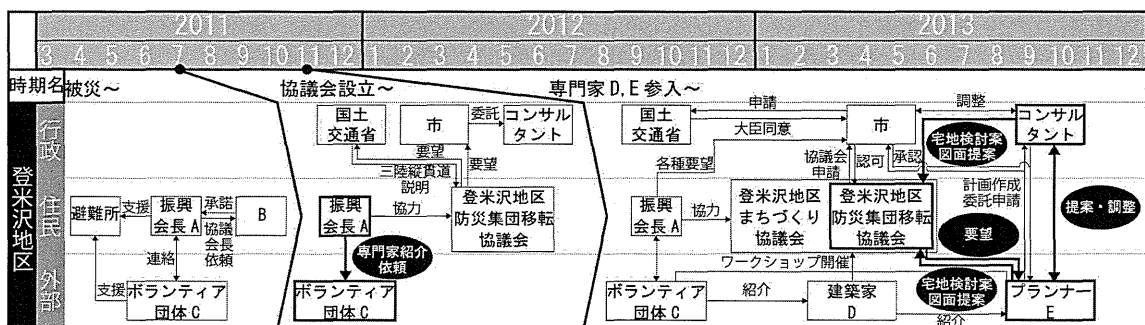 2011 2012 2013
3 4 5 6 7 8 9 10 11 12 1 2 3 4 5 6 7 8 9 10 11 12 1 2 3 4 5 6 7 8 9 10 11 12
時期名 被災～ 協議会設立～ 専門家D,E参入～
登米沢地区
行政
住民
外部
避難所
支援
振興
会長A
承諾
協議
会長
依頼
B
連絡
支援
ボランティア
団体C
国土
交通省
市
委託
コンサル
タント
要望
要望
三陸縦貫道
説明
振興
会長A
協力
登米沢地区
防災集団移転
協議会
専門家紹介
依頼
ボランティア
団体C
国土
交通省
申請
大臣同意
市
調整
コンサル
タント
各種要望
協議会
申請
認可
承認
宅地検討案
図面提案
振興
会長A
協力
登米沢地区
まちづくり
協議会
登米沢地区
防災集団移転
協議会
計画作成
委託申請
要望
提案・調整
ワークショップ開催
ボランティア
団体C
紹介
建築家
D
宅地検討案
図面提案
紹介
プランナー
E